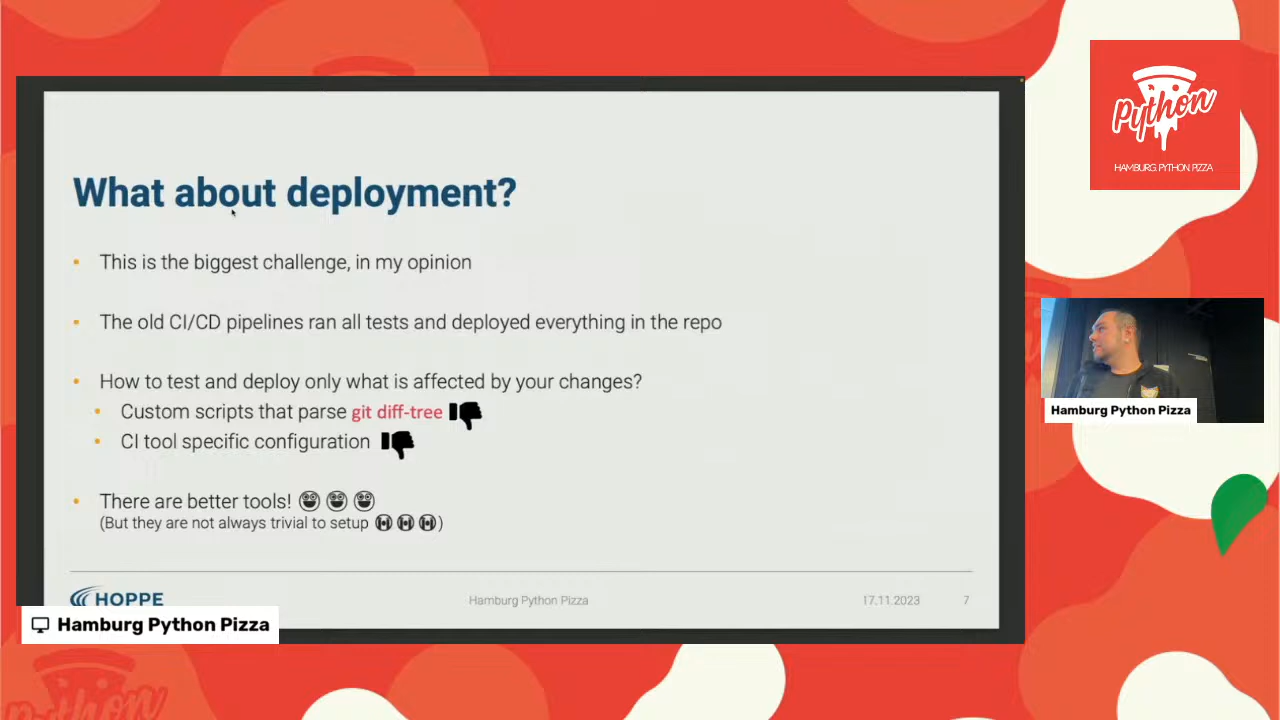 What about deployment?
• This is the biggest challenge, in my opinion
• The old CI/CD pipelines ran all tests and deployed everything in the repo
• How to test and deploy only what is affected by your changes?
• Custom scripts that parse git diff-tree
• CI tool specific configuration
• There are better tools!
(But they are not always trivial to setup )
HOPPE
Hamburg Python Pizza
17.11.2023
7
Hamburg Python Pizza
Python
HAMBURG PYTHON PIZZA
Hamburg Python Pizza